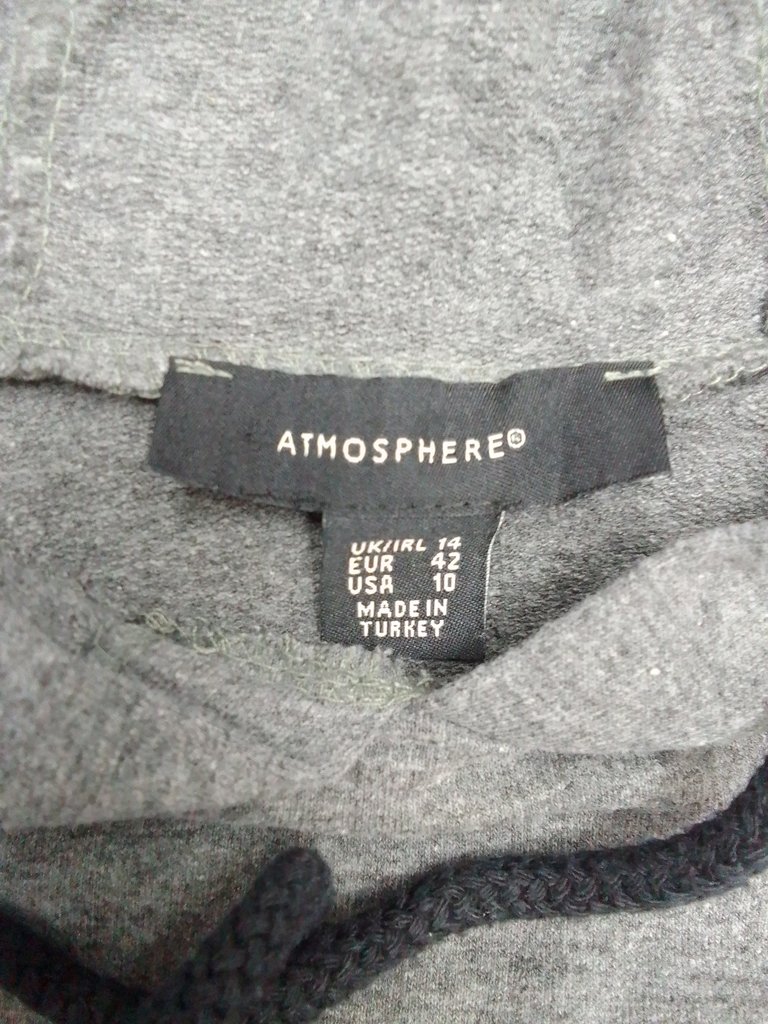 ATMOSPHERE®
UK/IRL 14
EUR 42
USA 10
MADE IN
TURKEY